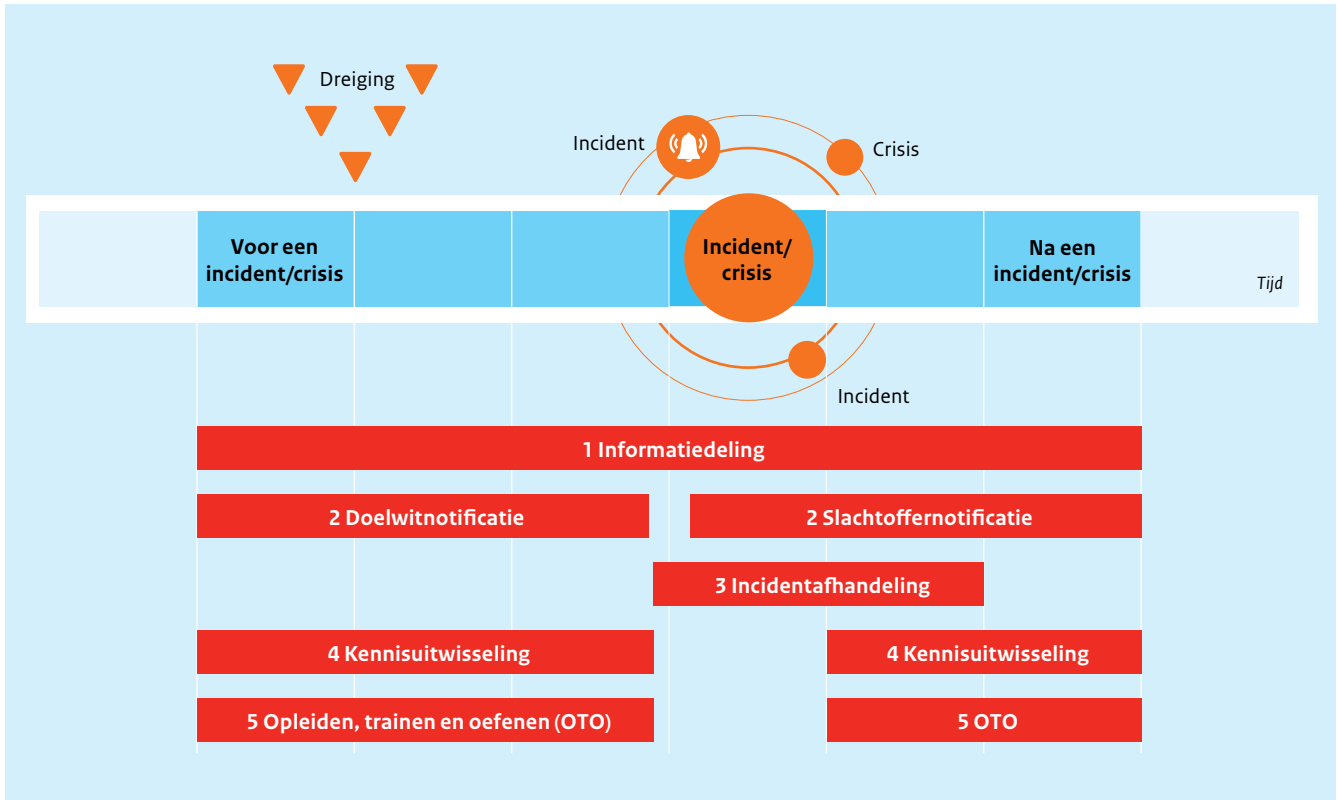 Dreiging
Incident
Crisis
Voor een
incident/crisis
Incident/
crisis
Na een
incident/crisis
Tijd
Incident
1 Informatiedeling
2 Doelwitnotificatie
2 Slachtoffernotificatie
3 Incidentafhandeling
4 Kennisuitwisseling
4 Kennisuitwisseling
5 Opleiden, trainen en oefenen (OTO)
5 OTO